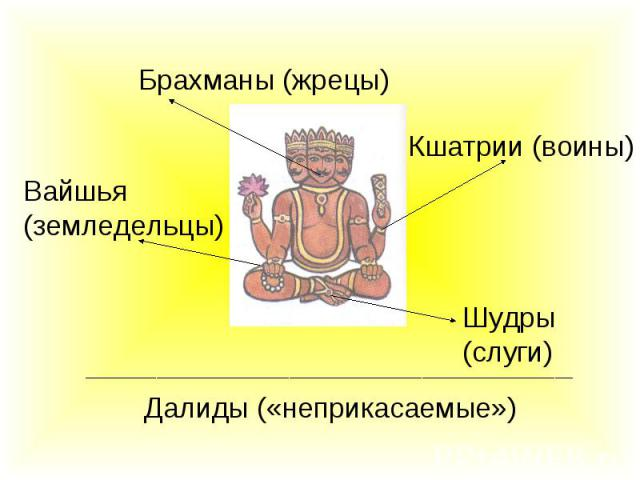 Брахманы (жрецы)
Кшатрии (воины)
Вайшья
(земледельцы)
Шудры
(слуги)
Далиды («неприкасаемые»)